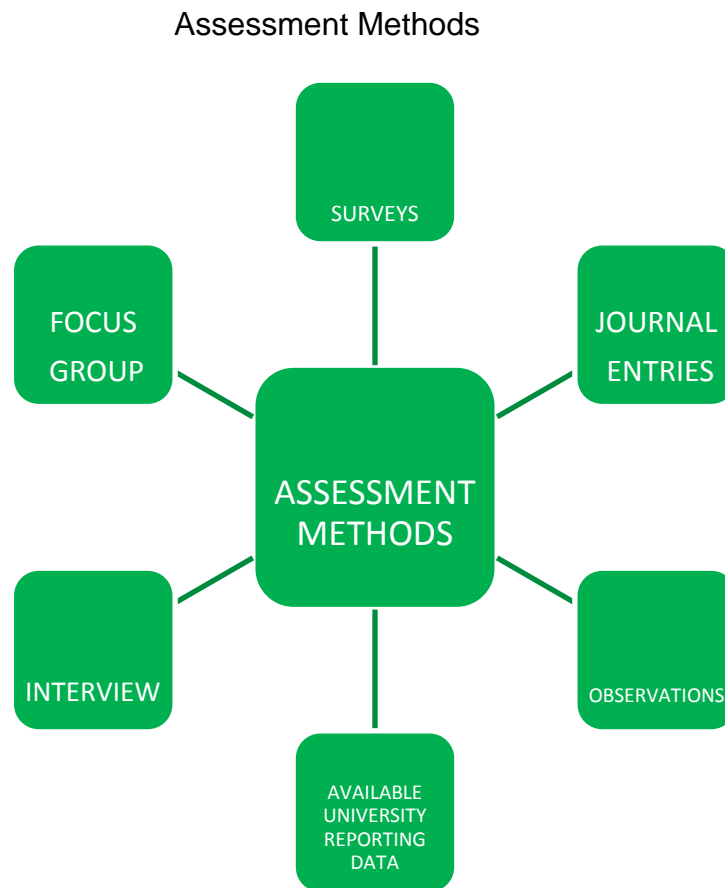 Assessment Methods
SURVEYS
FOCUS
GROUP
JOURNAL
ENTRIES
ASSESSMENT
METHODS
INTERVIEW
OBSERVATIONS
AVAILABLE
UNIVERSITY
REPORTING
DATA